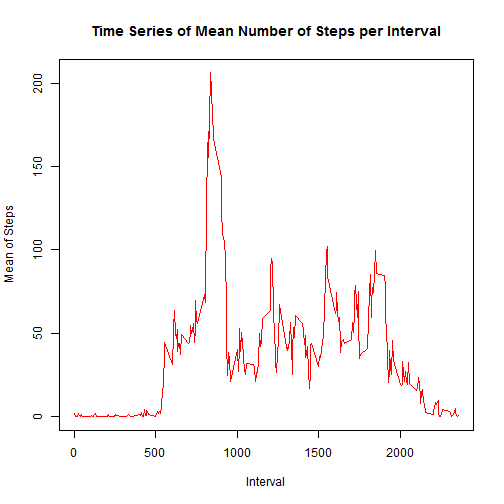 Time Series of Mean Number of Steps per Interval
Mean of Steps
200
150
100
50
0
0 500 1000 1500 2000
Interval